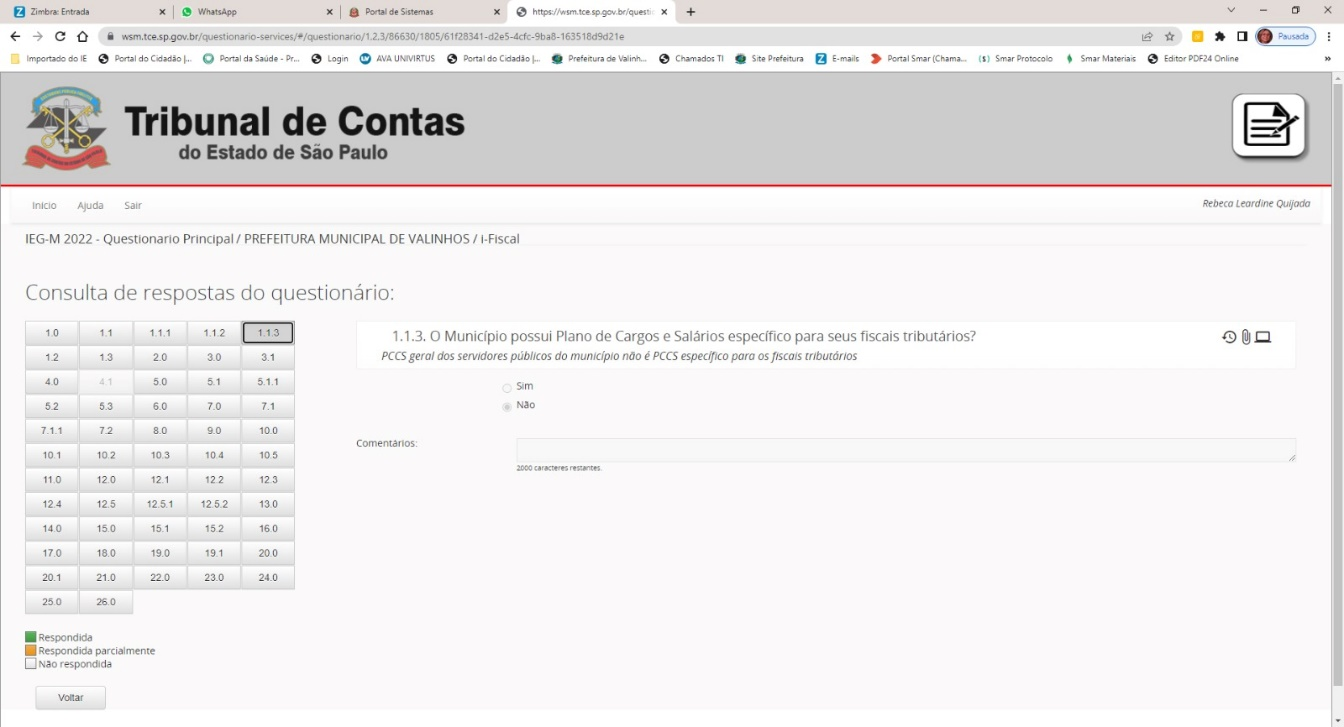 Zimbra: Entrada
WhatsApp
Portal de Sistemas
https://wsm.tce.sp.gov.br/questi
wsm.tce.sp.gov.br/questionario-services/#/questionario/1,2,3/86630/1805/61f28341-d2e5-4cfc-9ba8-163518d9d21e
Pausada
Importado do IE
Portal do Cidadão |...
Portal da Saúde - Pr...
Login
AVA UNIVIRTUS
Portal do Cidadão |...
Prefeitura de Valinh...
Chamados TI
Site Prefeitura
E-mails
Portal Smar (Chama...
Smar Protocolo
Smar Materiais
Editor PDF24 Online
»
Tribunal de Contas
do Estado de São Paulo
Início Ajuda Sair
Rebeca Leardine Quijada
IEG-M 2022 - Questionario Principal / PREFEITURA MUNICIPAL DE VALINHOS / i-Fiscal
Consulta de respostas do questionário:
1.0 1.1 1.1.1 1.1.2 1.1.3
1.2 1.3 2.0 3.0 3.1
4.0 4.1 5.0 5.1 5.1.1
5.2 5.3 6.0 7.0 7.1
7.1.1 7.2 8.0 9.0 10.0
10.1 10.2 10.3 10.4 10.5
11.0 12.0 12.1 12.2 12.3
12.4 12.5 12.5.1 12.5.2 13.0
14.0 15.0 15.1 15.2 16.0
17.0 18.0 19.0 19.1 20.0
20.1 21.0 22.0 23.0 24.0
25.0 26.0
Respondida
Respondida parcialmente
Não respondida
Voltar
1.1.3. O Município possui Plano de Cargos e Salários específico para seus fiscais tributários?
PCCS geral dos servidores públicos do município não é PCCS específico para os fiscais tributários
Sim
Não
Comentários:
2000 caracteres restantes.